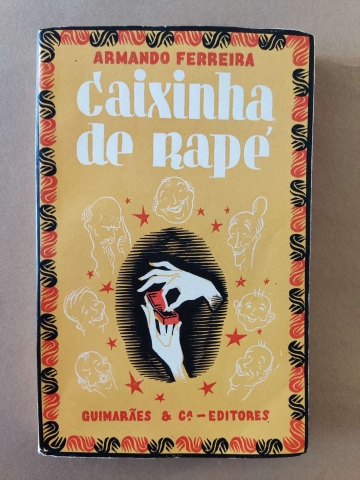 ARMANDO FERREIRA
Caixinha
de Rapé
GUIMARÃES & Cª - EDITORES